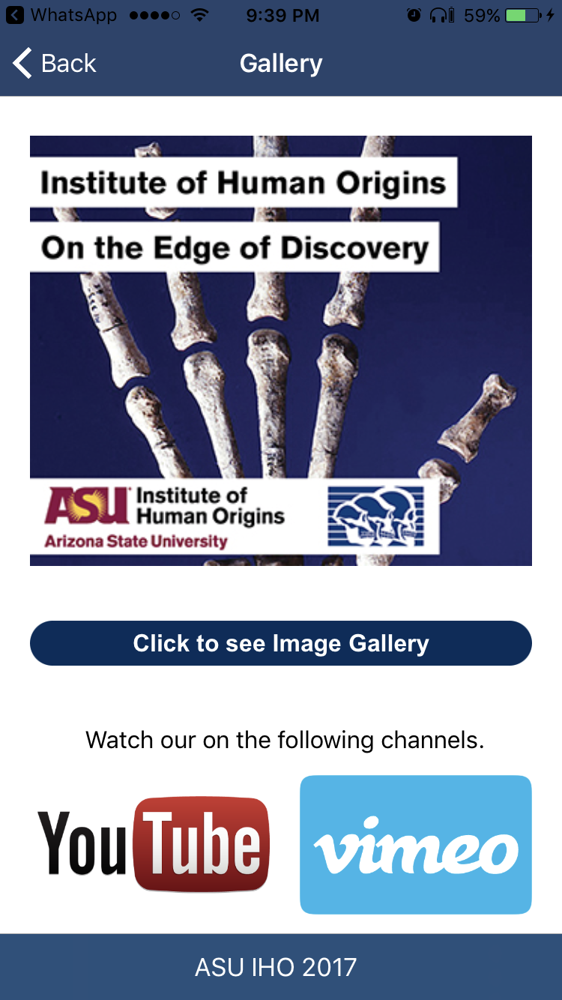 WhatsApp 9:39 PM 59%
Back Gallery
Institute of Human Origins
On the Edge of Discovery
ASU Institute of
Human Origins
Arizona State University
Click to see Image Gallery
Watch our on the following channels.
YouTube vimeo
ASU IHO 2017